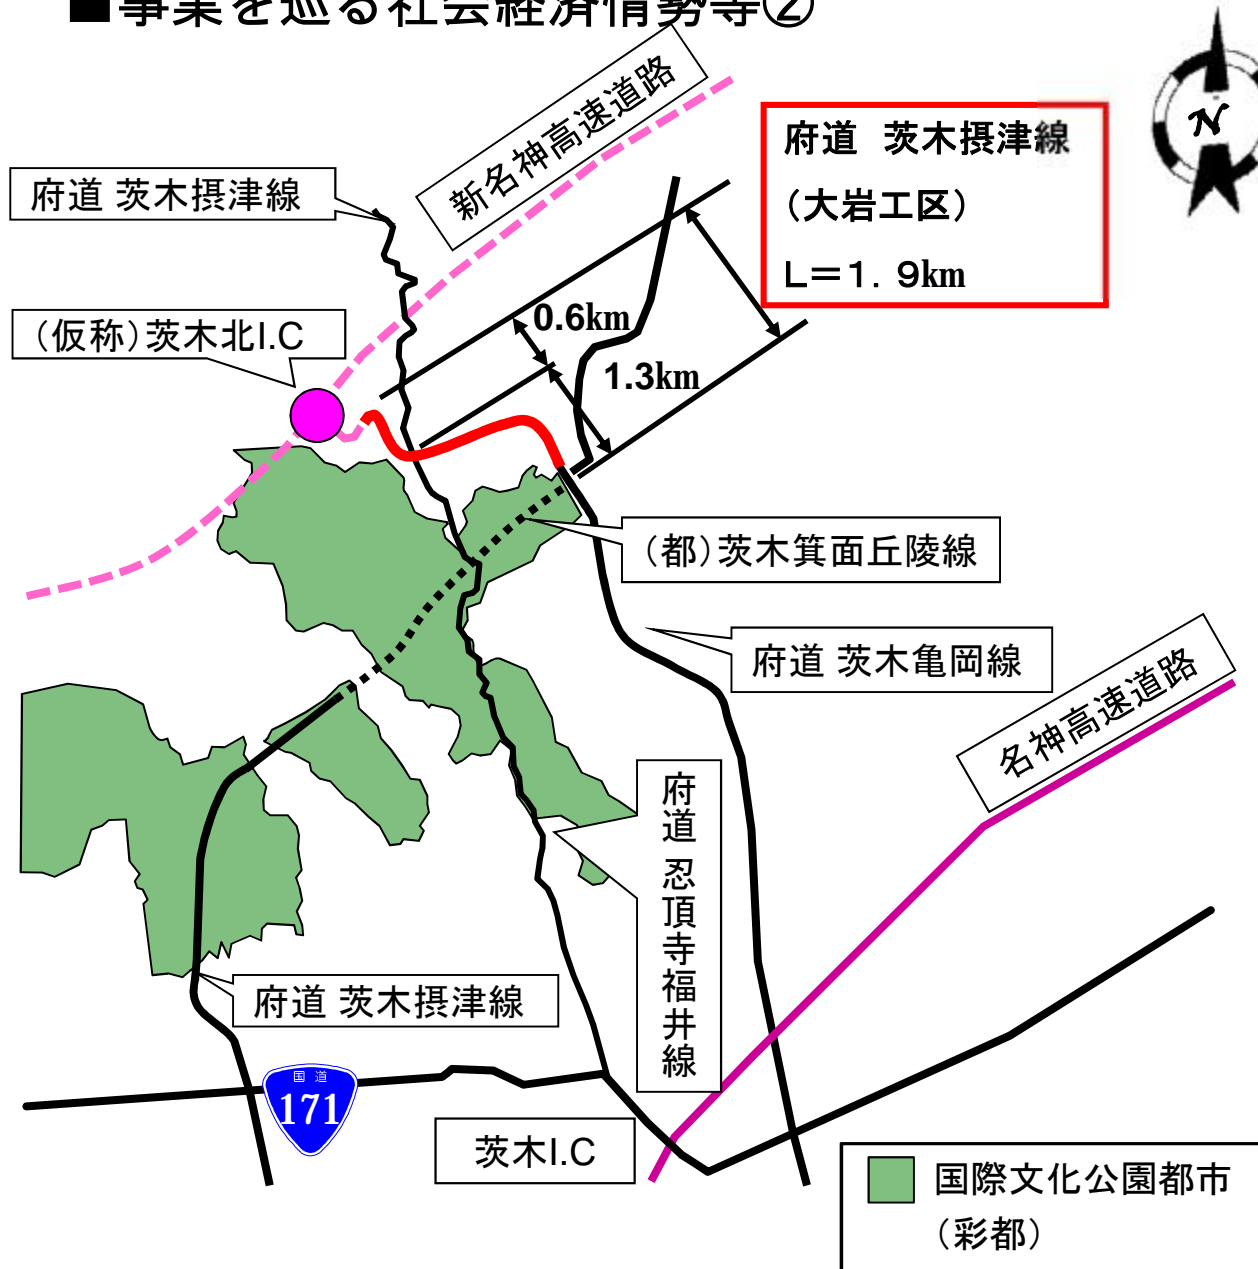 ■事業を巡る社会経済情勢等②
新名神高速道路
府道 茨木摂津線
(大岩工区)
L=1.9km
N
府道 茨木摂津線
(仮称)茨木北I.C
0.6km
1.3km
(都)茨木箕面丘陵線
府道 茨木亀岡線
名神高速道路
府道 忍頂寺福井線
府道 茨木摂津線
国道
171
茨木I.C
国際文化公園都市
(彩都)